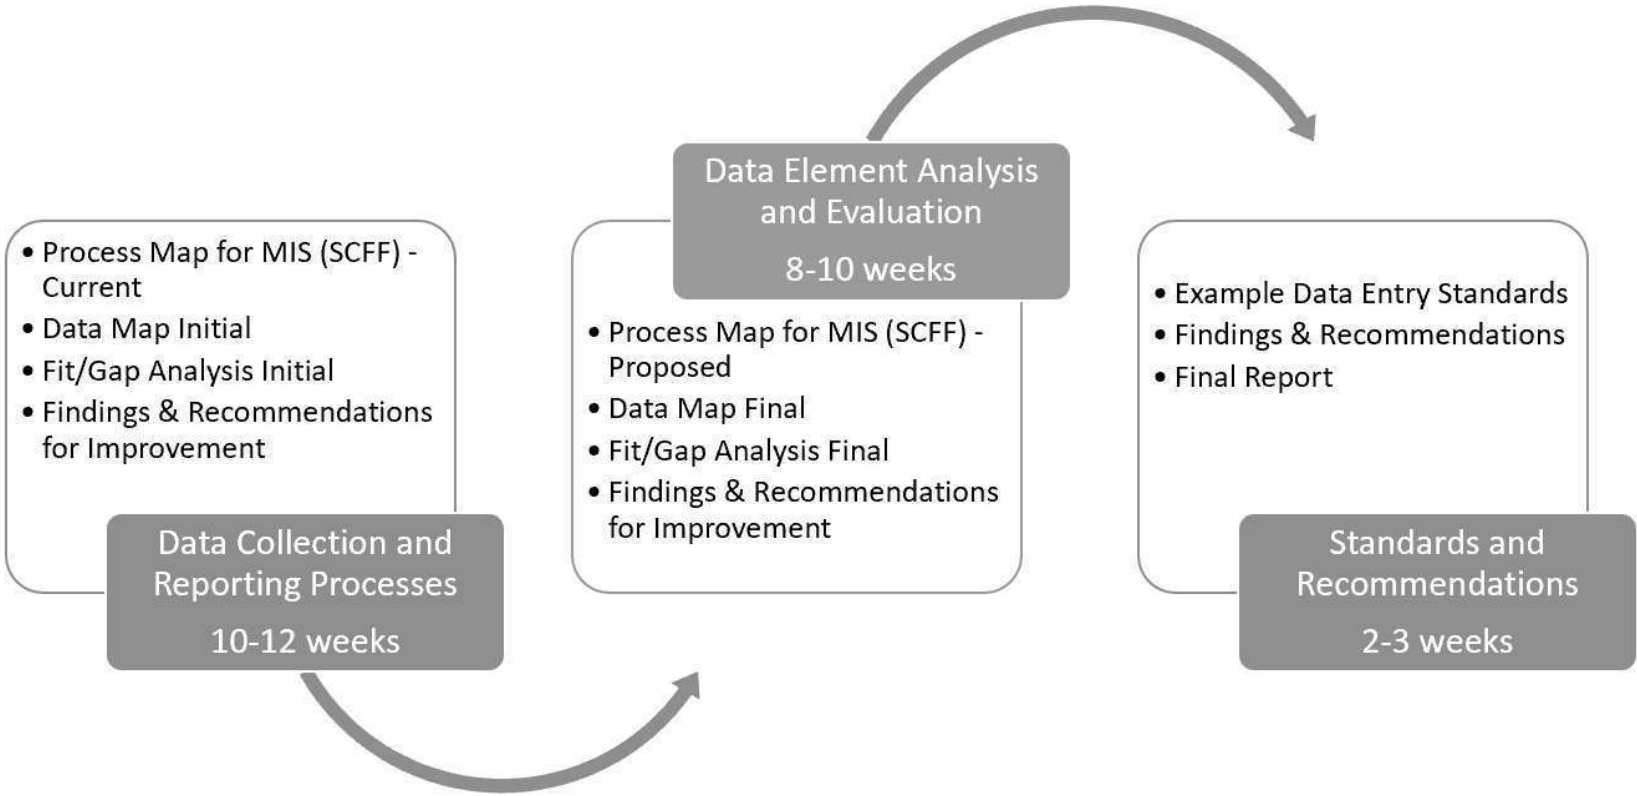 • Process Map for MIS (SCFF) -
Current
• Data Map Initial
• Fit/Gap Analysis Initial
• Findings & Recommendations
for Improvement
Data Collection and
Reporting Processes
10-12 weeks
Data Element Analysis
and Evaluation
8-10 weeks
• Process Map for MIS (SCFF) -
Proposed
• Data Map Final
• Fit/Gap Analysis Final
• Findings & Recommendations
for Improvement
• Example Data Entry Standards
• Findings & Recommendations
• Final Report
Standards and
Recommendations
2-3 weeks